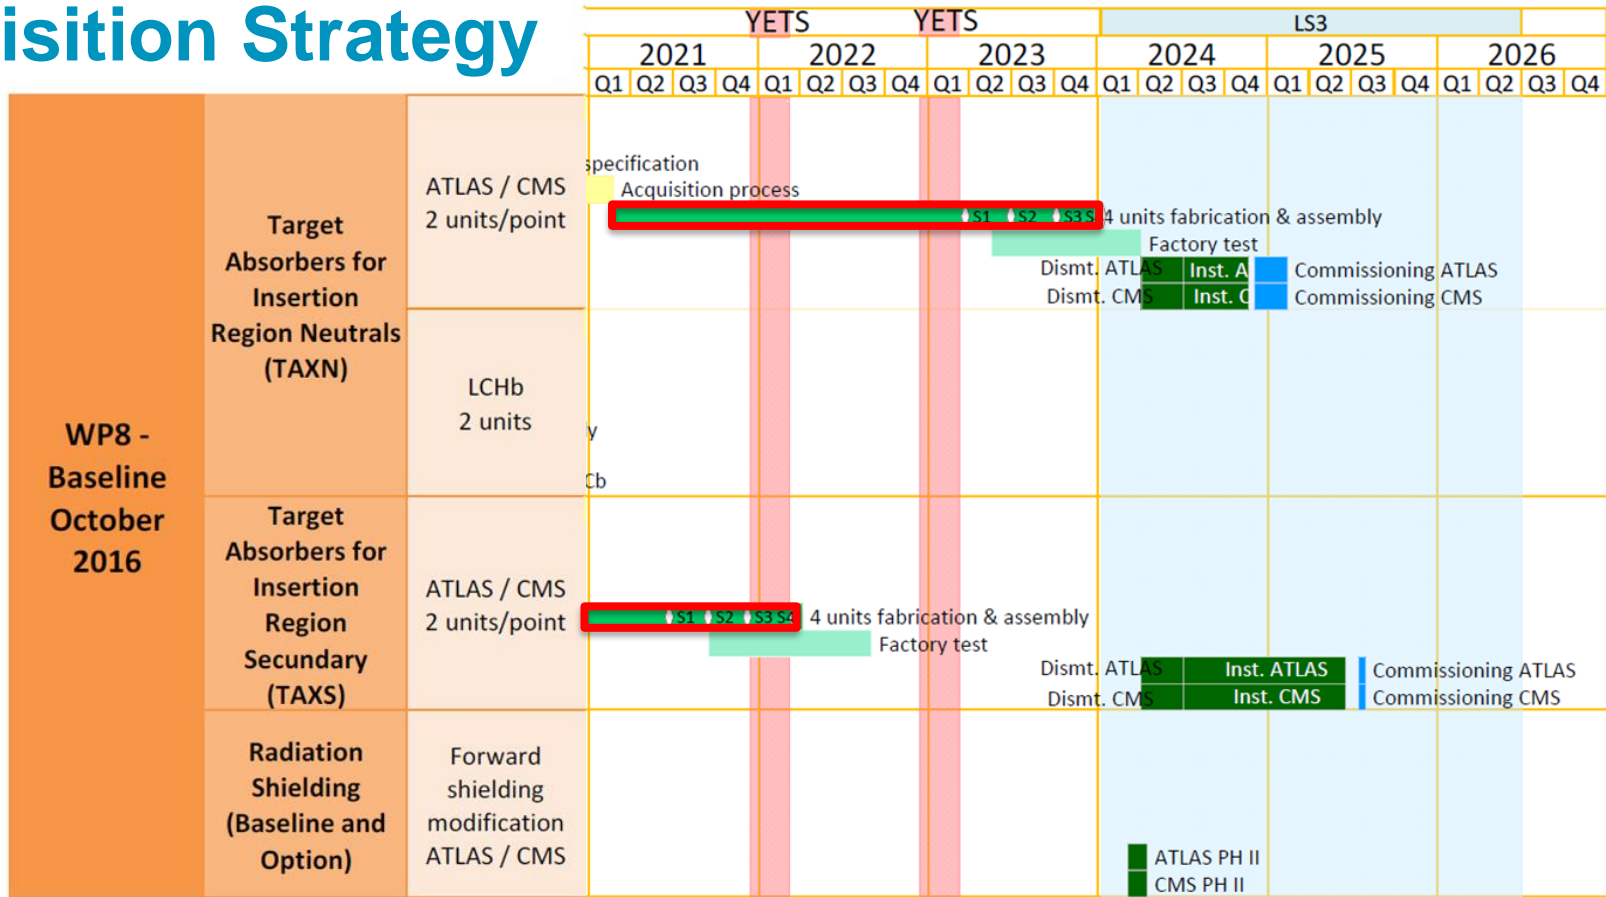 isition Strategy
YETS YETS LS3
2021 2022 2023 2024 2025 2026
Q1 Q2 Q3 Q4 Q1 Q2 Q3 Q4 Q1 Q2 Q3 Q4 Q1 Q2 Q3 Q4 Q1 Q2 Q3 Q4 Q1 Q2 Q3 Q4
WP8 -
Baseline
October
2016
Target
Absorbers for
Insertion
Region Neutrals
(TAXN)
ATLAS / CMS
2 units/point
specification
Acquisition process
S1 S2 S3 S 4 units fabrication & assembly
Factory test
Dismt. ATLAS Inst. A Commissioning ATLAS
Dismt. CMS Inst. C Commissioning CMS
LCHb
2 units
y
Cb
Target
Absorbers for
Insertion
Region
Secundary
(TAXS)
ATLAS / CMS
2 units/point
S1 S2 S3 S4 4 units fabrication & assembly
Factory test
Dismt. ATLAS Inst. ATLAS Commissioning ATLAS
Dismt. CMS Inst. CMS Commissioning CMS
Radiation
Shielding
(Baseline and
Option)
Forward
shielding
modification
ATLAS / CMS
ATLAS PH II
CMS PH II